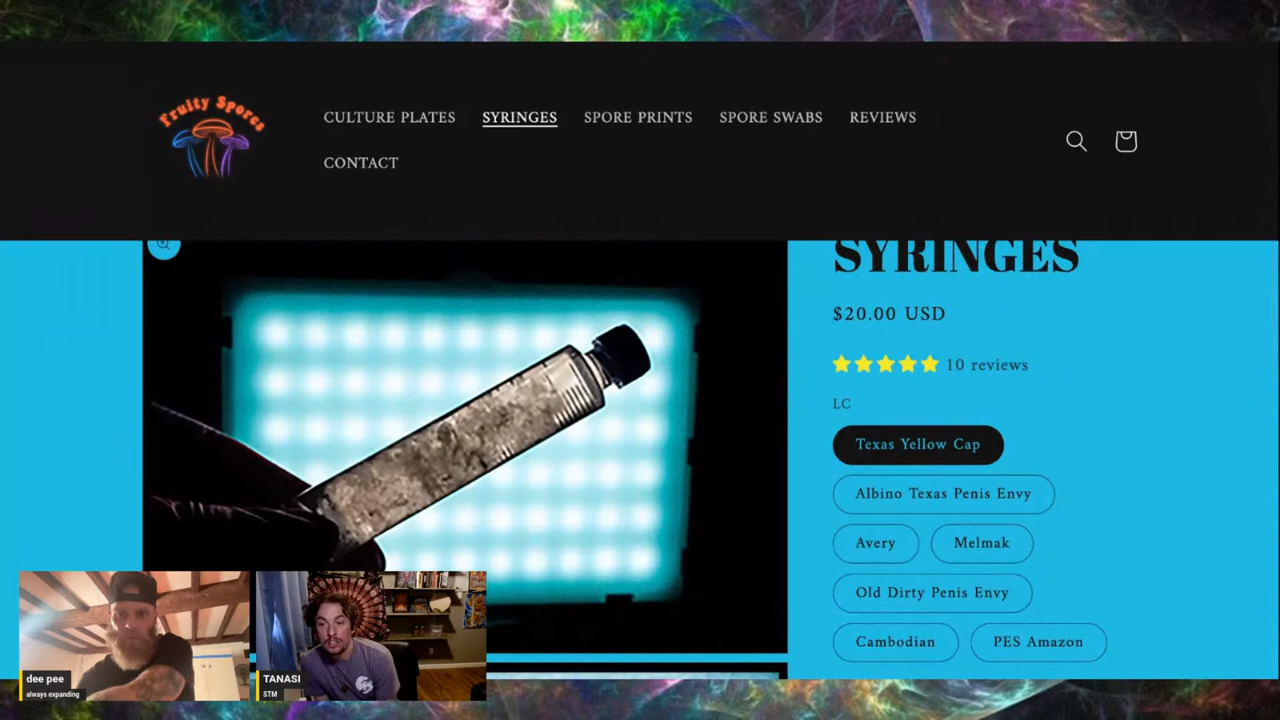 Fruity Spores
CULTURE PLATES SYRINGES SPORE PRINTS SPORE SWABS REVIEWS
CONTACT
SYRINGES
$20.00 USD
10 reviews
LC
Texas Yellow Cap
Albino Texas Penis Envy
Avery Melmak
Old Dirty Penis Envy
Cambodian PES Amazon
dee pee
always expanding
TANASI
STM